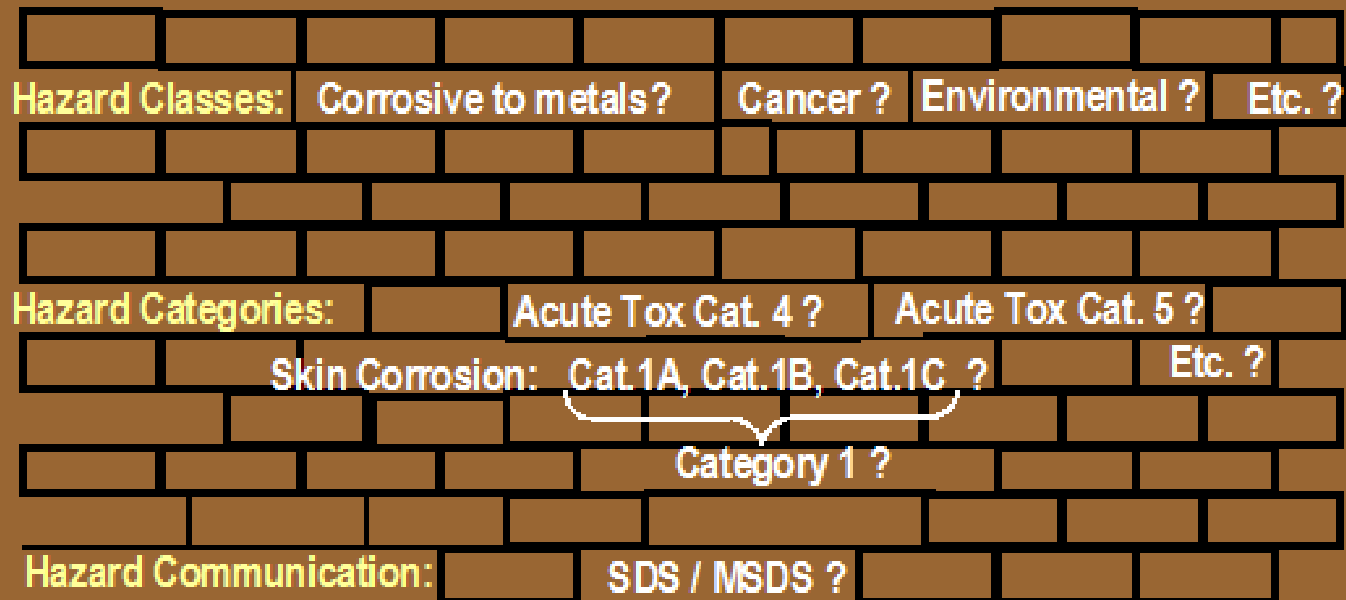 Hazard Classes: Corrosive to metals? Cancer ? Environmental ? Etc. ?
Hazard Categories: Acute Tox Cat. 4 ? Acute Tox Cat. 5 ?
Skin Corrosion: Cat.1A, Cat.1B, Cat.1C ? Etc. ?
Category 1 ?
Hazard Communication: SDS / MSDS ?